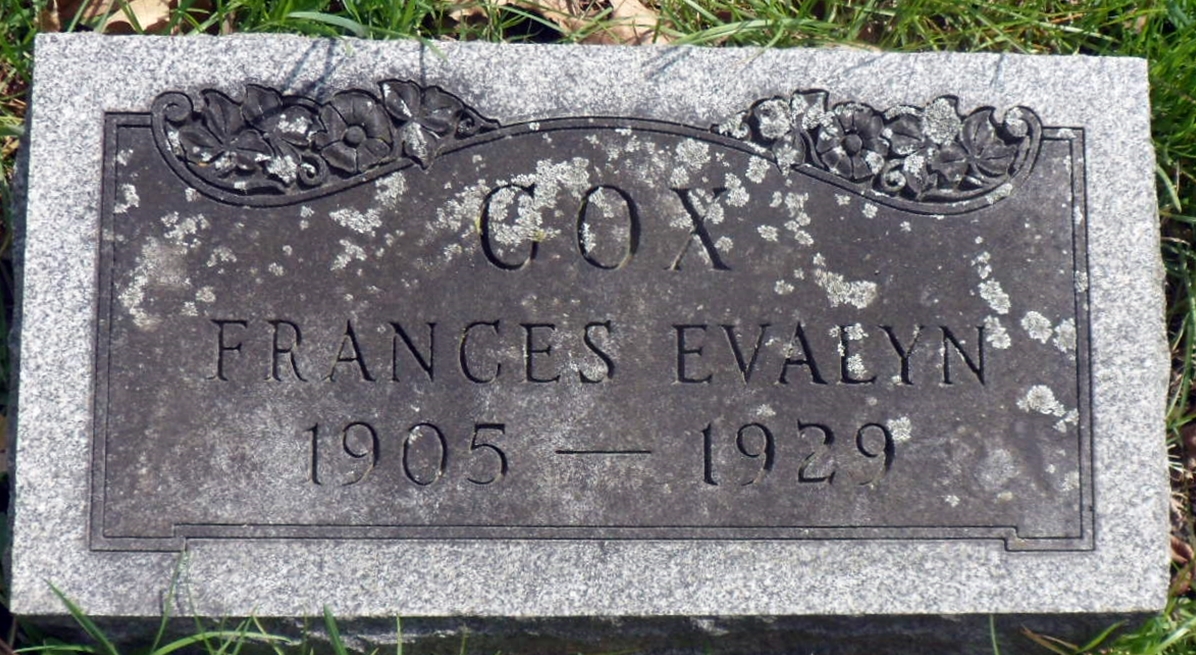 COX
FRANCES EVALYN
1905 — 1929